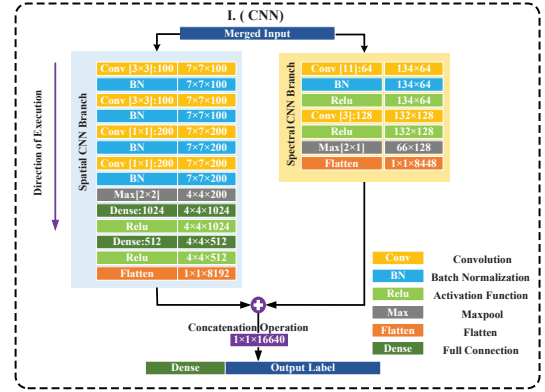 I. ( CNN)
Merged Input
Direction of Execution
Spatial CNN Branch
Conv [3×3]:100 7×7×100
BN 7×7×100
Conv [3×3]:100 7×7×100
BN 7×7×100
Conv [1×1]:200 7×7×200
BN 7×7×200
Conv [1×1]:200 7×7×200
BN 7×7×200
Max[2×2] 4×4×200
Dense:1024 4×4×1024
Relu 4×4×1024
Dense:512 4×4×512
Relu 4×4×512
Flatten 1×1×8192
Spectral CNN Branch
Conv [11]:64 134×64
BN 134×64
Relu 134×64
Conv [3]:128 132×128
Relu 132×128
Max[2×1] 66×128
Flatten 1×1×8448
Concatenation Operation
1×1×16640
Dense Output Label
Conv Convolution
BN Batch Normalization
Relu Activation Function
Max Maxpool
Flatten Flatten
Dense Full Connection